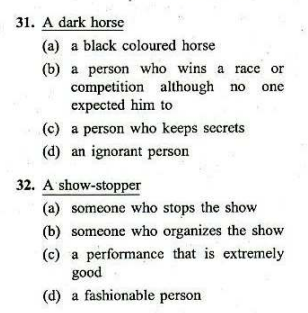 31. A dark horse
(a) a black coloured horse
(b) a person who wins a race or
competition although no one
expected him to
(c) a person who keeps secrets
(d) an ignorant person
32. A show-stopper
(a) someone who stops the show
(b) someone who organizes the show
(c) a performance that is extremely
good
(d) a fashionable person